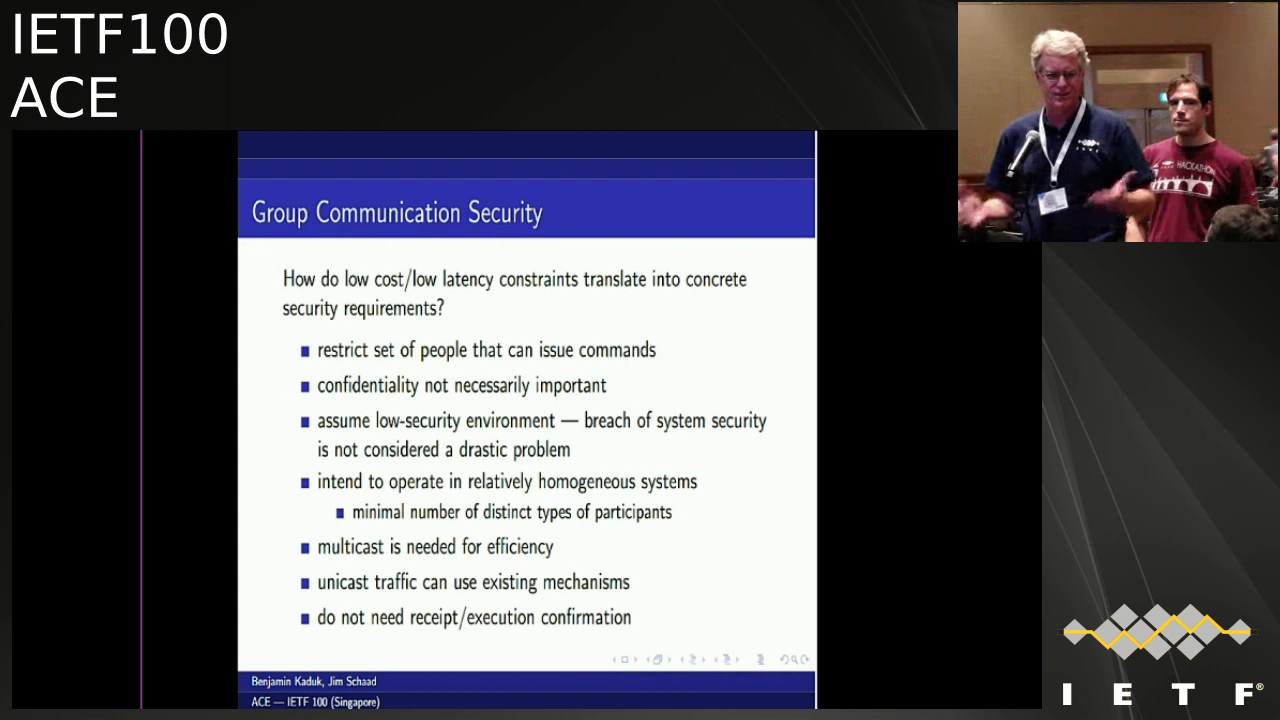 IETF100
ACE
HACKATHON
Group Communication Security
How do low cost/low latency constraints translate into concrete
security requirements?
restrict set of people that can issue commands
confidentiality not necessarily important
assume low-security environment — breach of system security
is not considered a drastic problem
intend to operate in relatively homogeneous systems
minimal number of distinct types of participants
multicast is needed for efficiency
unicast traffic can use existing mechanisms
do not need receipt/execution confirmation
Benjamin Kaduk, Jim Schaad
ACE — IETF 100 (Singapore)
I E T F®